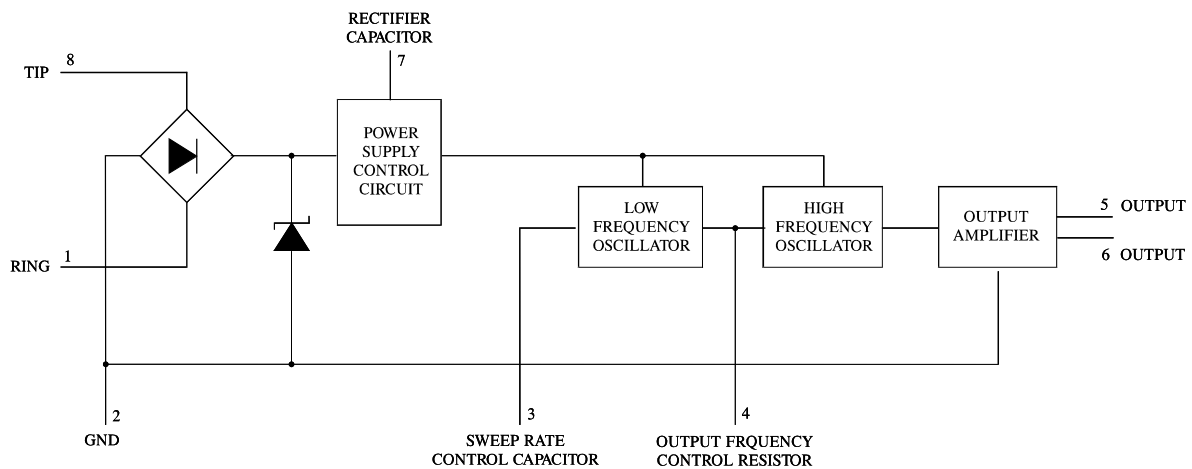 RECTIFIER
CAPACITOR
7
8
TIP
POWER
SUPPLY
CONTROL
CIRCUIT
LOW
FREQUENCY
OSCILLATOR
HIGH
FREQUENCY
OSCILLATOR
OUTPUT
AMPLIFIER
5 OUTPUT
6 OUTPUT
1
RING
2
GND
3
SWEEP RATE
CONTROL CAPACITOR
4
OUTPUT FRQUENCY
CONTROL RESISTOR